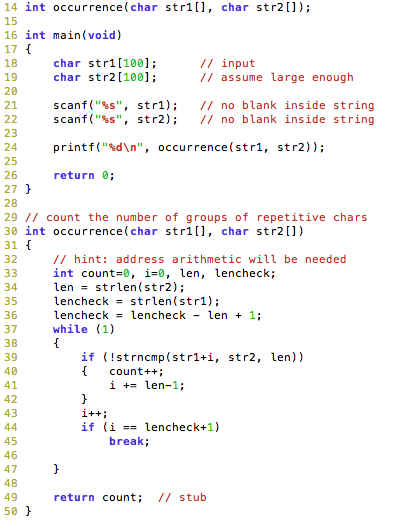 14 int occurrence(char str1[], char str2[]);
15
16 int main(void)
17 {
18     char str1[100];      // input
19     char str2[100];      // assume large enough
20
21     scanf("%s", str1);   // no blank inside string
22     scanf("%s", str2);   // no blank inside string
23
24     printf("%d\n", occurrence(str1, str2));
25
26     return 0;
27 }
28
29 // count the number of groups of repetitive chars
30 int occurrence(char str1[], char str2[])
31 {
32     // hint: address arithmetic will be needed
33     int count=0, i=0, len, lencheck;
34     len = strlen(str2);
35     lencheck = strlen(str1);
36     lencheck = lencheck - len + 1;
37     while (1)
38     {
39         if (!strncmp(str1+i, str2, len))
40         {   count++;
41             i += len-1;
42         }
43         i++;
44         if (i == lencheck+1)
45             break;
46
47     }
48
49     return count;  // stub
50 }